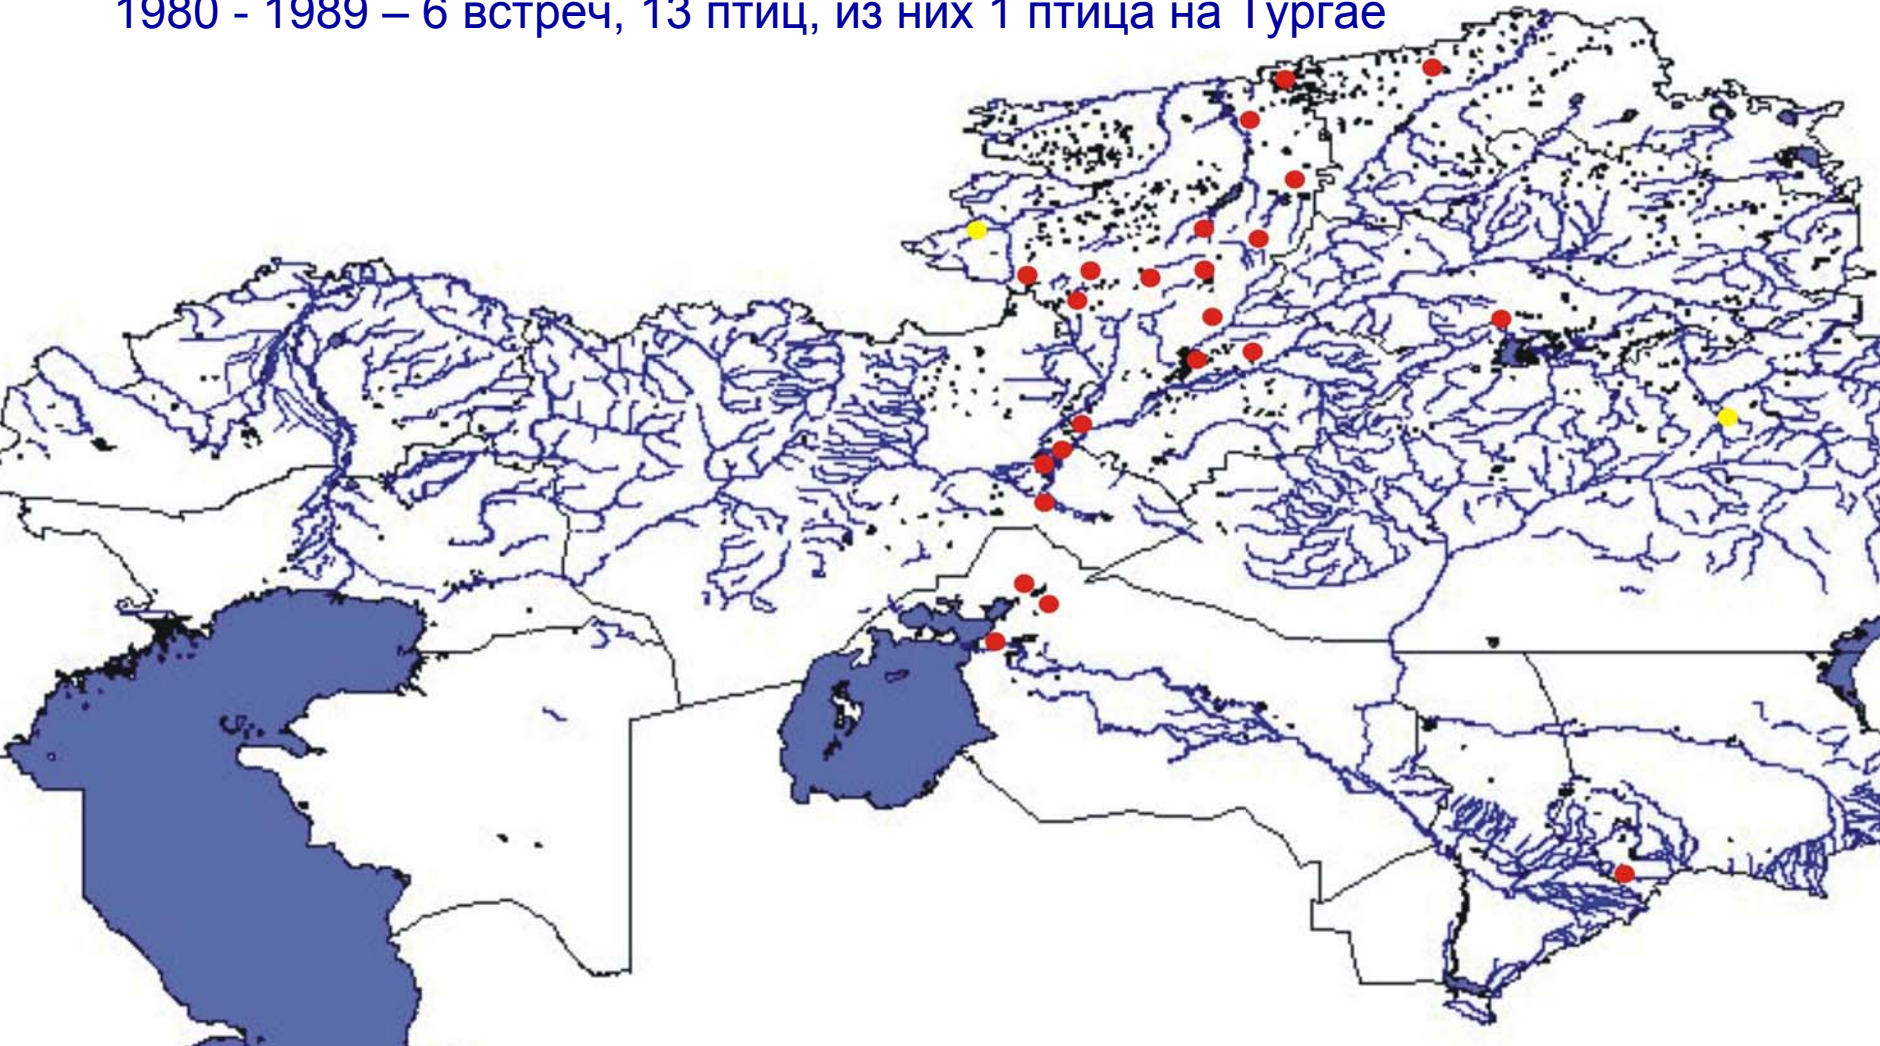 1980 - 1989 – 6 встреч, 13 птиц, из них 1 птица на Тургае